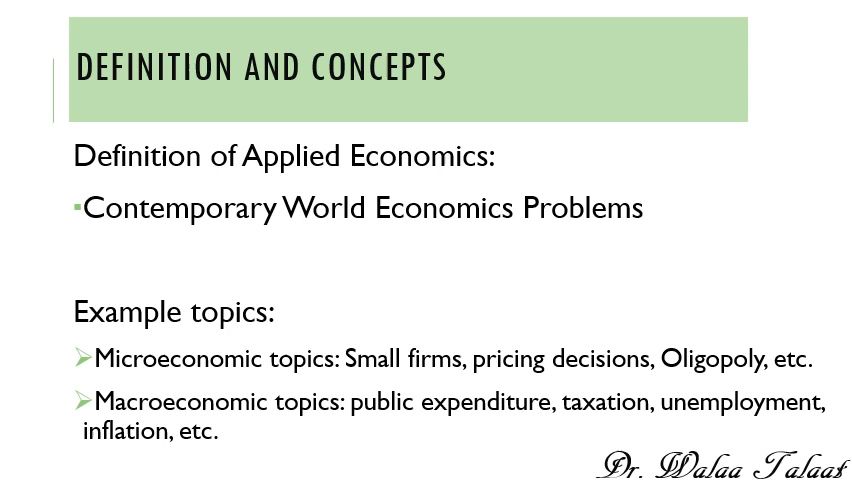 DEFINITION AND CONCEPTS
Definition of Applied Economics:
▪Contemporary World Economics Problems
Example topics:
➢Microeconomic topics: Small firms, pricing decisions, Oligopoly, etc.
➢Macroeconomic topics: public expenditure, taxation, unemployment,
inflation, etc.
Dr. Walaa Talaat